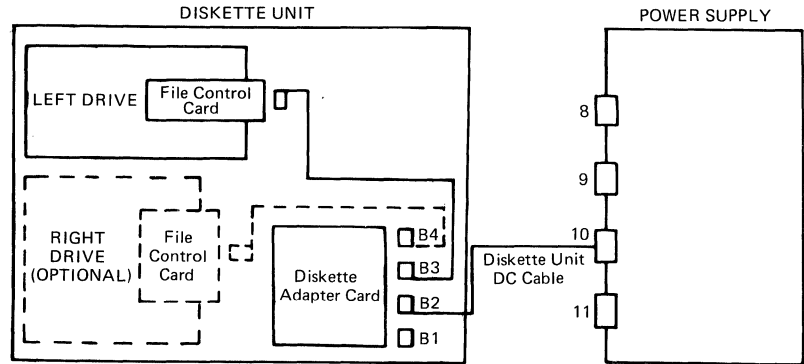 DISKETTE UNIT
POWER SUPPLY
LEFT DRIVE
File Control
Card
8
9
10
11
RIGHT
DRIVE
(OPTIONAL)
File
Control
Card
Diskette
Adapter Card
B4
B3
B2
B1
Diskette Unit
DC Cable